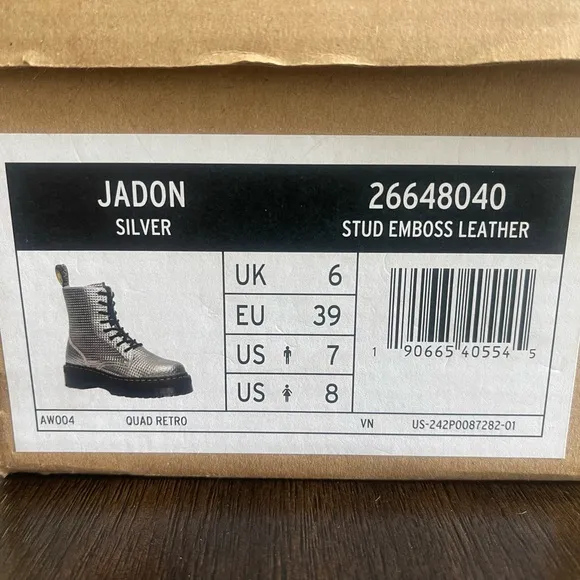 JADON
SILVER
26648040
STUD EMBOSS LEATHER
UK 6
EU 39
US 7
US 8
1 90665 40554 5
AW004 QUAD RETRO VN US-242P0087282-01